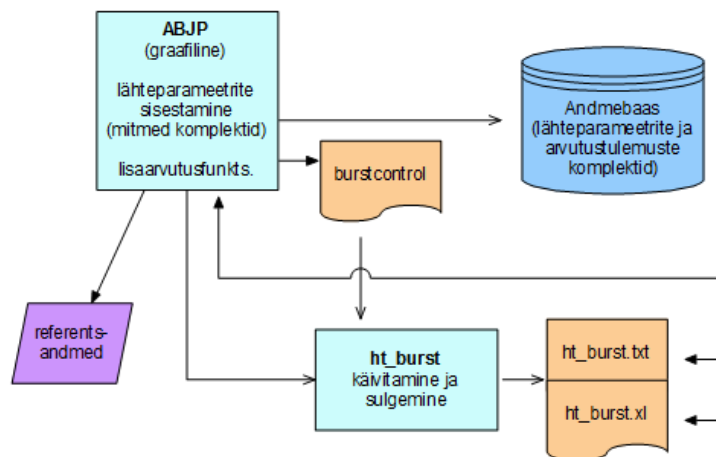 ABJP
(graafiline)
lähteparameetrite
sisestamine
(mitmed komplektid)
lisaarvutusfunkts.
Andmebaas
(lähteparameetrite ja
arvutustulemuste
komplektid)
burstcontrol
referents-
andmed
ht_burst
käivitamine ja
sulgemine
ht_burst.txt
ht_burst.xl